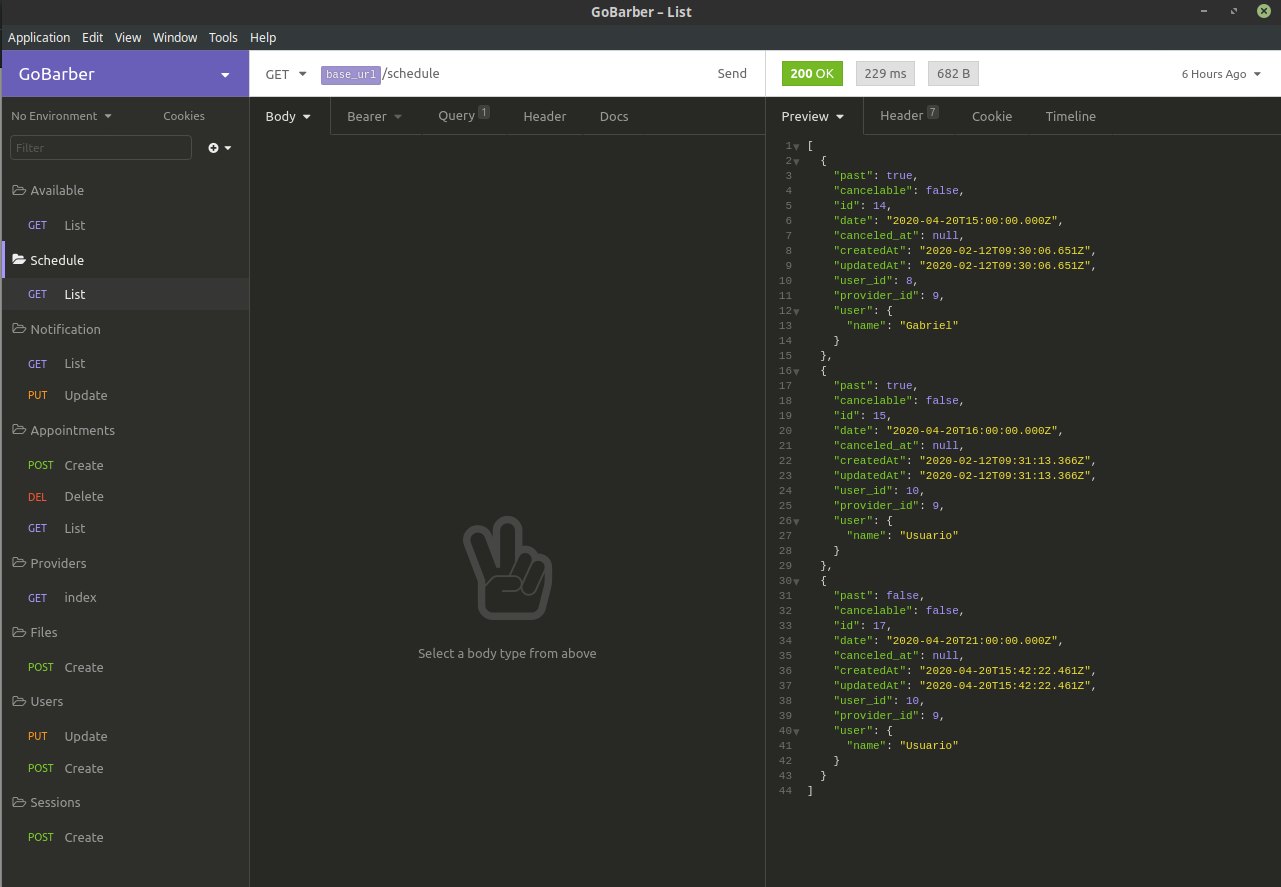 GoBarber – List
Application Edit View Window Tools Help
GoBarber
GET base_url/schedule Send
200 OK 229 ms 682 B 6 Hours Ago
No Environment Cookies
Filter
Available
GET List
Schedule
GET List
Notification
GET List
PUT Update
Appointments
POST Create
DEL Delete
GET List
Providers
GET index
Files
POST Create
Users
PUT Update
POST Create
Sessions
POST Create
Body Bearer Query 1 Header Docs
Select a body type from above
Preview Header 7 Cookie Timeline
1 [
2 {
3 "past": true,
4 "cancelable": false,
5 "id": 14,
6 "date": "2020-04-20T15:00:00.000Z",
7 "canceled_at": null,
8 "createdAt": "2020-02-12T09:30:06.651Z",
9 "updatedAt": "2020-02-12T09:30:06.651Z",
10 "user_id": 8,
11 "provider_id": 9,
12 "user": {
13 "name": "Gabriel"
14 }
15 },
16 {
17 "past": true,
18 "cancelable": false,
19 "id": 15,
20 "date": "2020-04-20T16:00:00.000Z",
21 "canceled_at": null,
22 "createdAt": "2020-02-12T09:31:13.366Z",
23 "updatedAt": "2020-02-12T09:31:13.366Z",
24 "user_id": 10,
25 "provider_id": 9,
26 "user": {
27 "name": "Usuario"
28 }
29 },
30 {
31 "past": false,
32 "cancelable": false,
33 "id": 17,
34 "date": "2020-04-20T21:00:00.000Z",
35 "canceled_at": null,
36 "createdAt": "2020-04-20T15:42:22.461Z",
37 "updatedAt": "2020-04-20T15:42:22.461Z",
38 "user_id": 10,
39 "provider_id": 9,
40 "user": {
41 "name": "Usuario"
42 }
43 }
44 ]